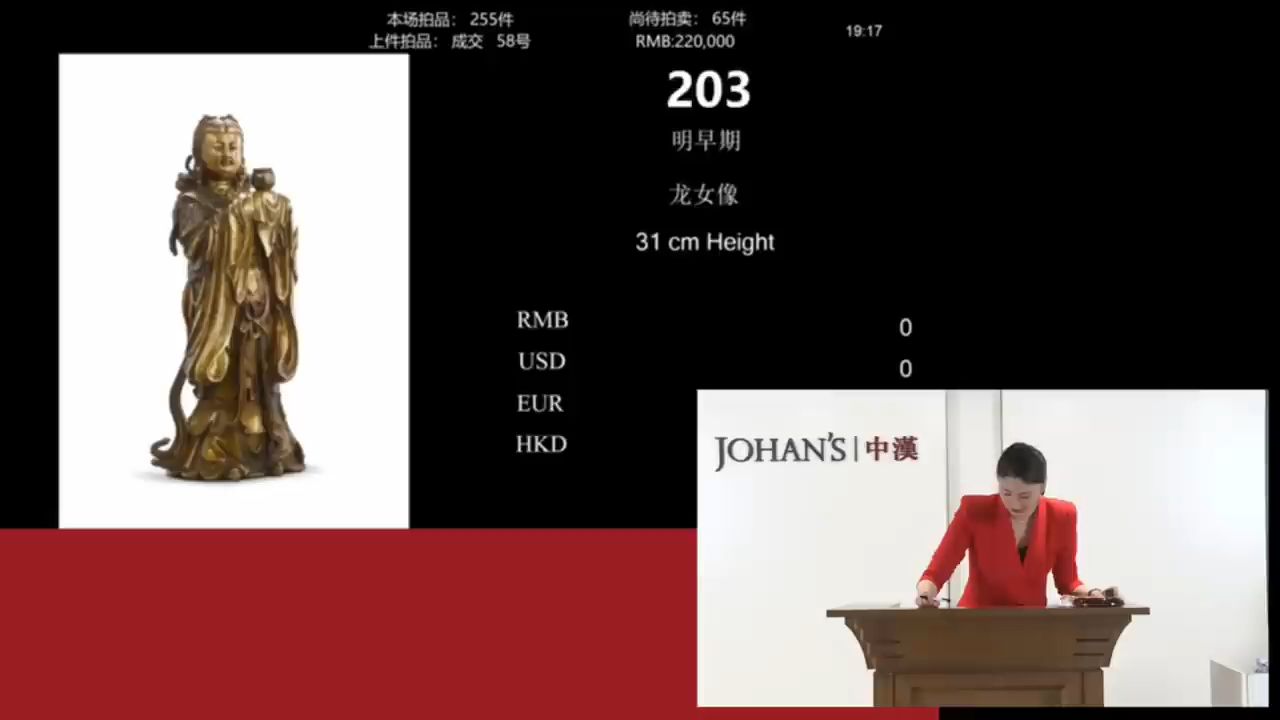 本场拍品： 255件 尚待拍卖： 65件
上件拍品： 成交 58号 RMB:220,000
19:17
203
明早期
龙女像
31 cm Height
RMB 0
USD 0
EUR
HKD
JOHAN'S | 中漢